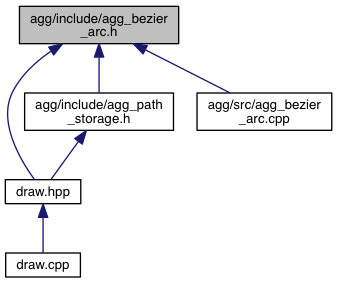 agg/include/agg_bezier
_arc.h
agg/include/agg_path
_storage.h
agg/src/agg_bezier
_arc.cpp
draw.hpp
draw.cpp